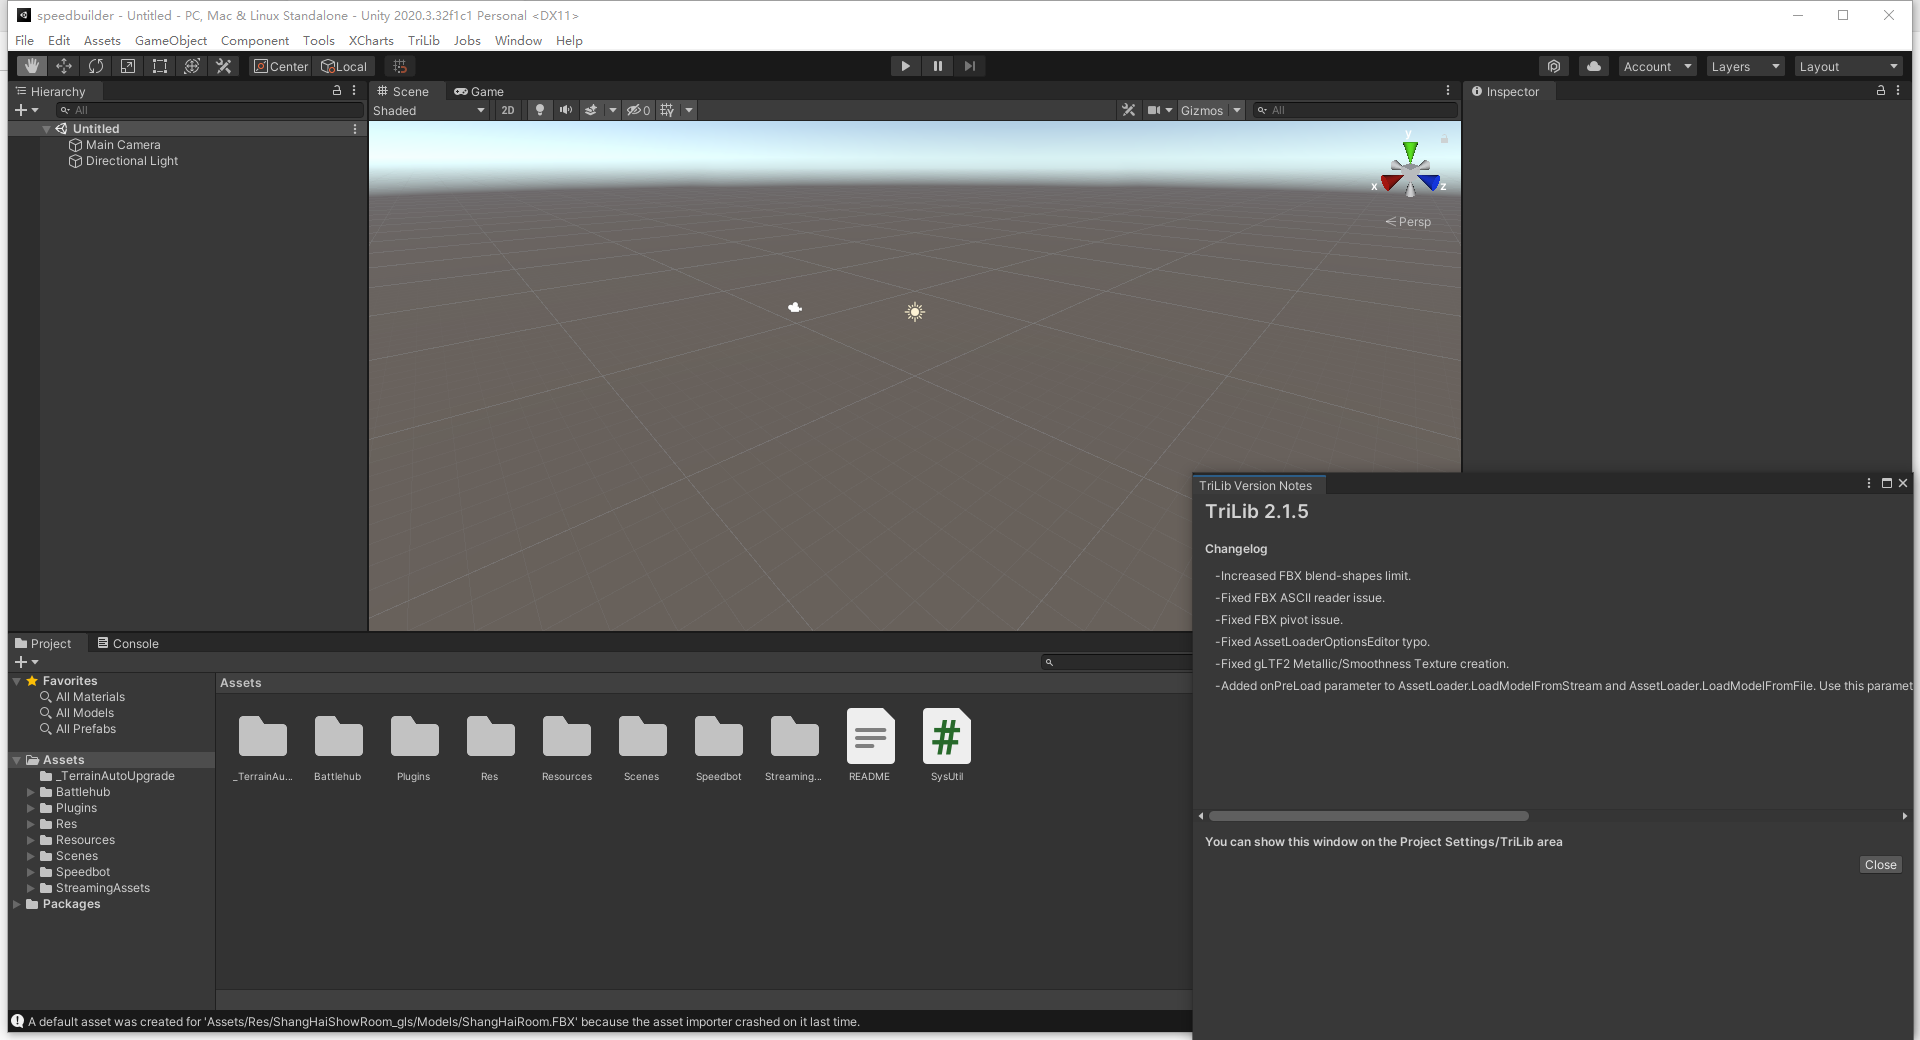 speedbuilder - Untitled - PC, Mac & Linux Standalone - Unity 2020.3.32f1c1 Personal <DX11>
File Edit Assets GameObject Component Tools XCharts TriLib Jobs Window Help
Center Local Account Layers Layout
Hierarchy
All
Untitled
Main Camera
Directional Light
Scene Game
Shaded 2D 0 Gizmos All
y
x z
Persp
Inspector
Project Console
Favorites
All Materials
All Models
All Prefabs
Assets
_TerrainAutoUpgrade
Battlehub
Plugins
Res
Resources
Scenes
Speedbot
StreamingAssets
Packages
Assets
_TerrainAu... Battlehub Plugins Res Resources Scenes Speedbot Streaming... README SysUtil
TriLib Version Notes
TriLib 2.1.5
Changelog
-Increased FBX blend-shapes limit.
-Fixed FBX ASCII reader issue.
-Fixed FBX pivot issue.
-Fixed AssetLoaderOptionsEditor typo.
-Fixed gLTF2 Metallic/Smoothness Texture creation.
-Added onPreLoad parameter to AssetLoader.LoadModelFromStream and AssetLoader.LoadModelFromFile. Use this paramet
You can show this window on the Project Settings/TriLib area
Close
A default asset was created for 'Assets/Res/ShangHaiShowRoom_gls/Models/ShangHaiRoom.FBX' because the asset importer crashed on it last time.